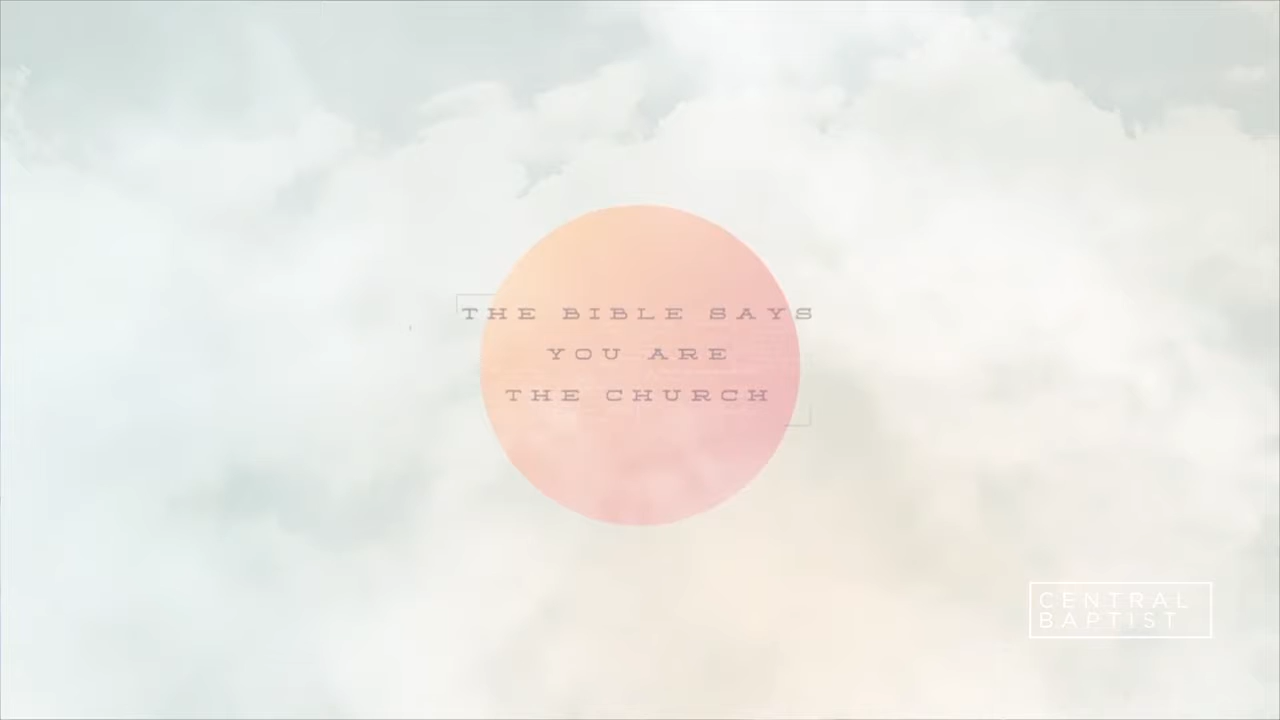 THE BIBLE SAYS
YOU ARE
THE CHURCH
CENTRAL
BAPTIST